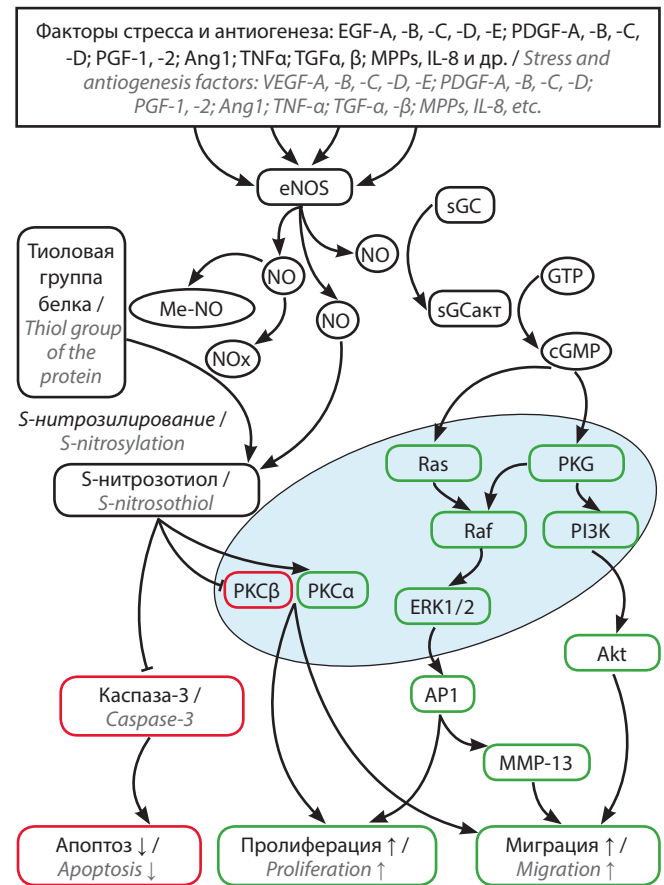 Факторы стресса и антиогенеза: EGF-A, -B, -C, -D, -E; PDGF-A, -B, -C,
-D; PGF-1, -2; Ang1; TNFα; TGFα, β; MPPs, IL-8 и др. / Stress and
antiogenesis factors: VEGF-A, -B, -C, -D, -E; PDGF-A, -B, -C, -D;
PGF-1, -2; Ang1; TNF-α; TGF-α, -β; MPPs, IL-8, etc.
eNOS
sGC
Тиоловая
группа
белка /
Thiol group
of the
protein
NO
NO
GTP
Me-NO
NO
sGCакт
NOx
cGMP
S-нитрозилирование /
S-nitrosylation
Ras
PKG
S-нитрозотиол /
S-nitrosothiol
Raf
PI3K
PKCβ
PKCα
ERK1/2
Akt
Каспаза-3 /
Caspase-3
AP1
MMP-13
Апоптоз ↓ /
Apoptosis ↓
Пролиферация ↑ /
Proliferation ↑
Миграция ↑ /
Migration ↑